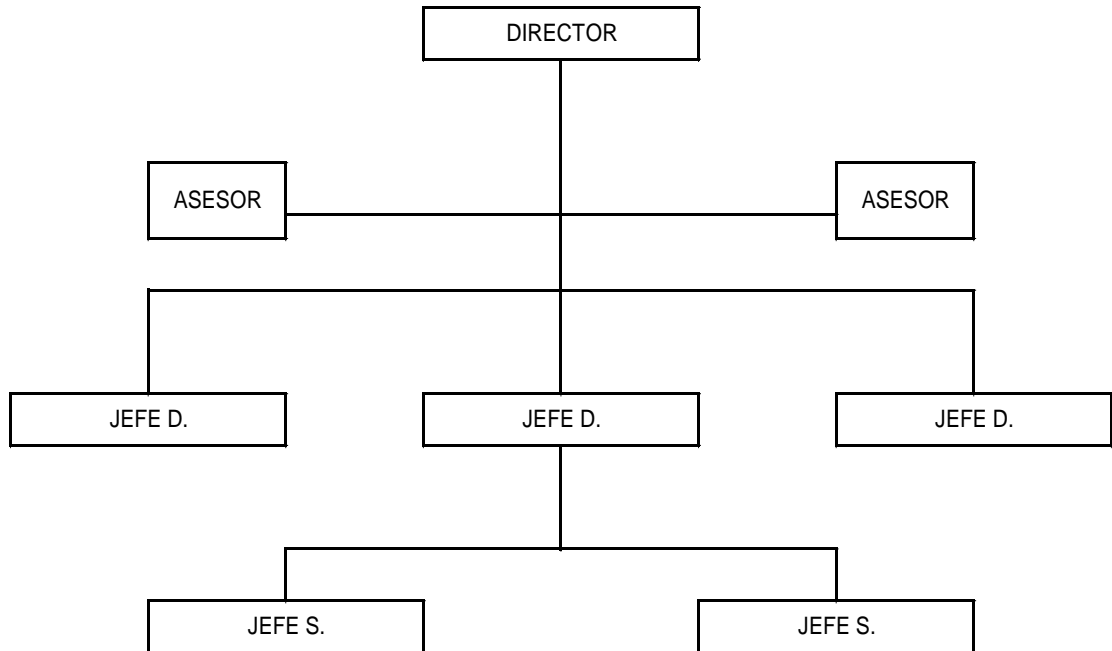 DIRECTOR
ASESOR
ASESOR
JEFE D.
JEFE D.
JEFE D.
JEFE S.
JEFE S.